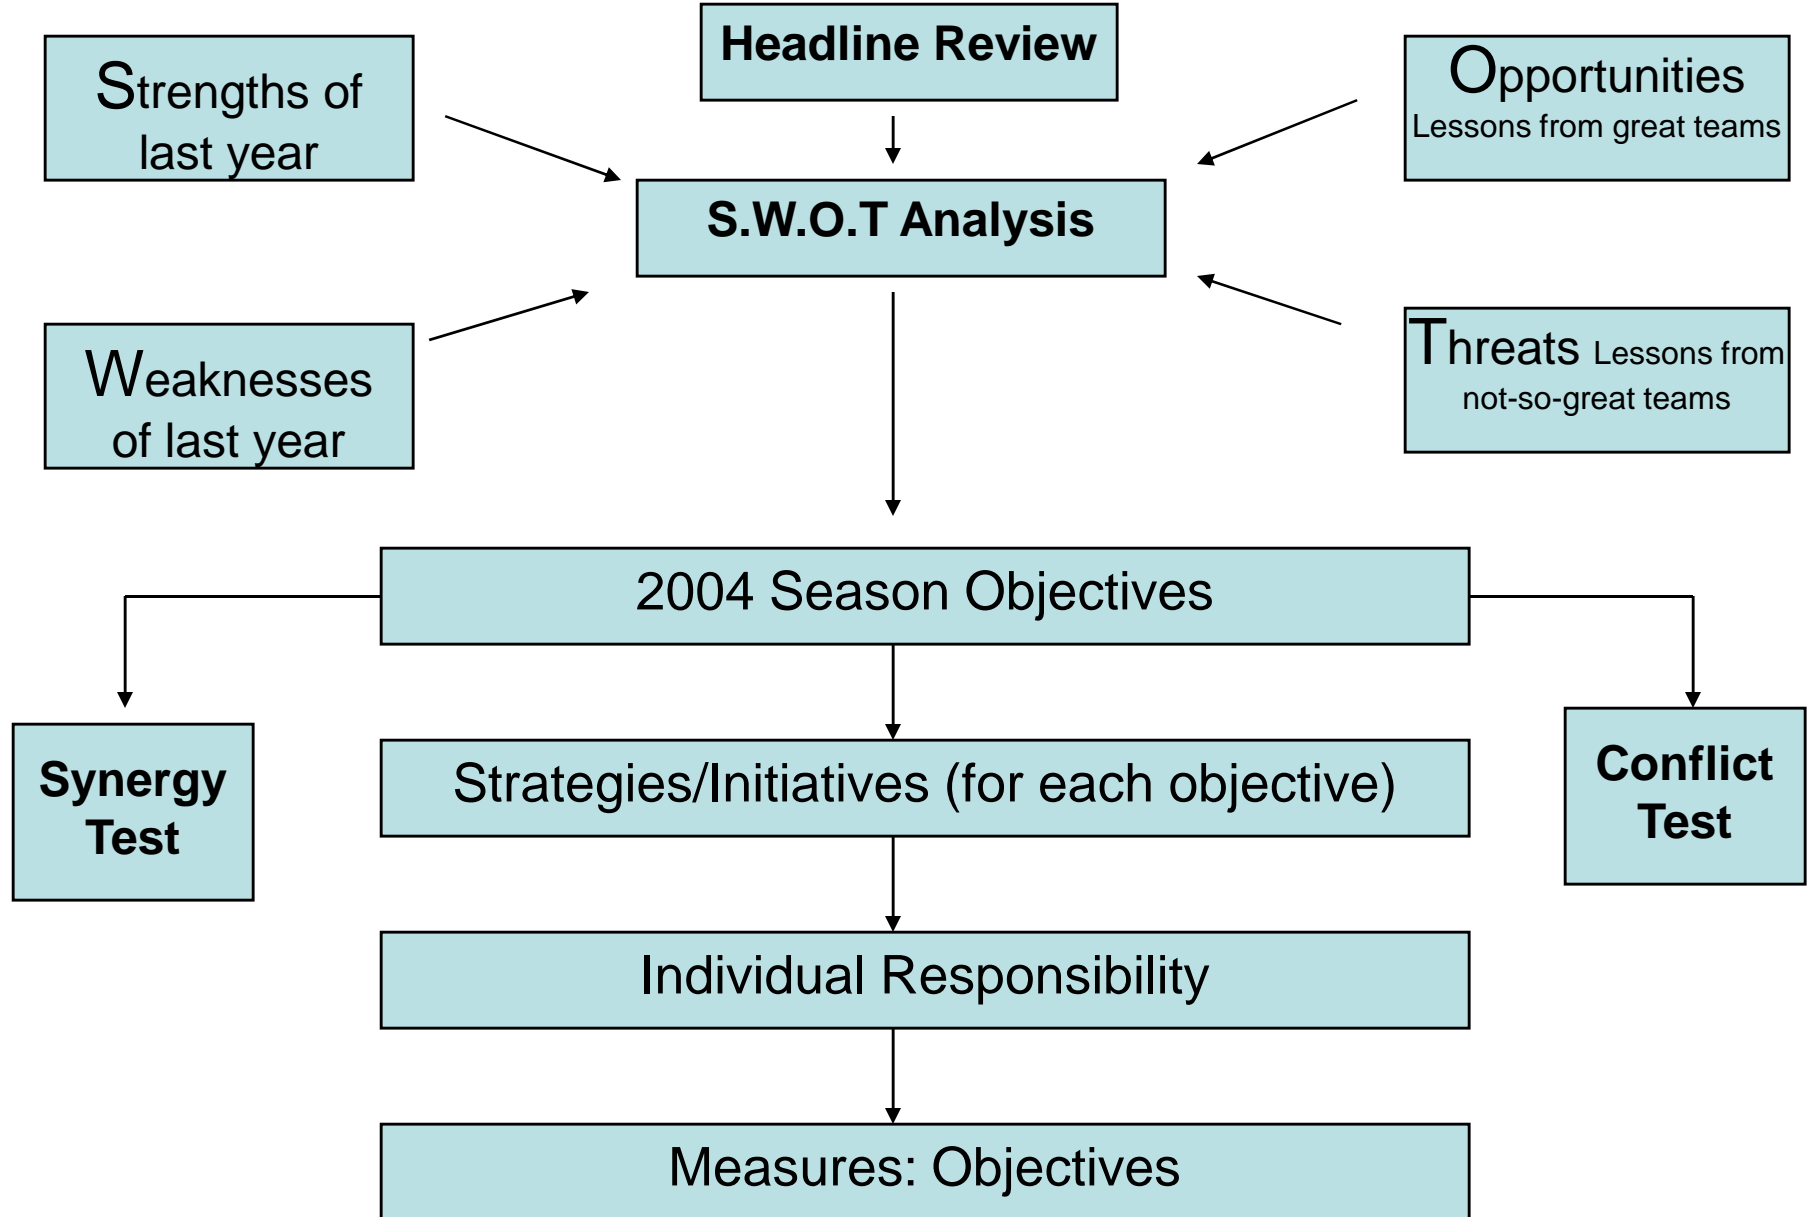 Headline Review
Strengths of
last year
Opportunities
Lessons from great teams
S.W.O.T Analysis
Weaknesses
of last year
Threats Lessons from
not-so-great teams
2004 Season Objectives
Synergy
Test
Strategies/Initiatives (for each objective)
Conflict
Test
Individual Responsibility
Measures: Objectives